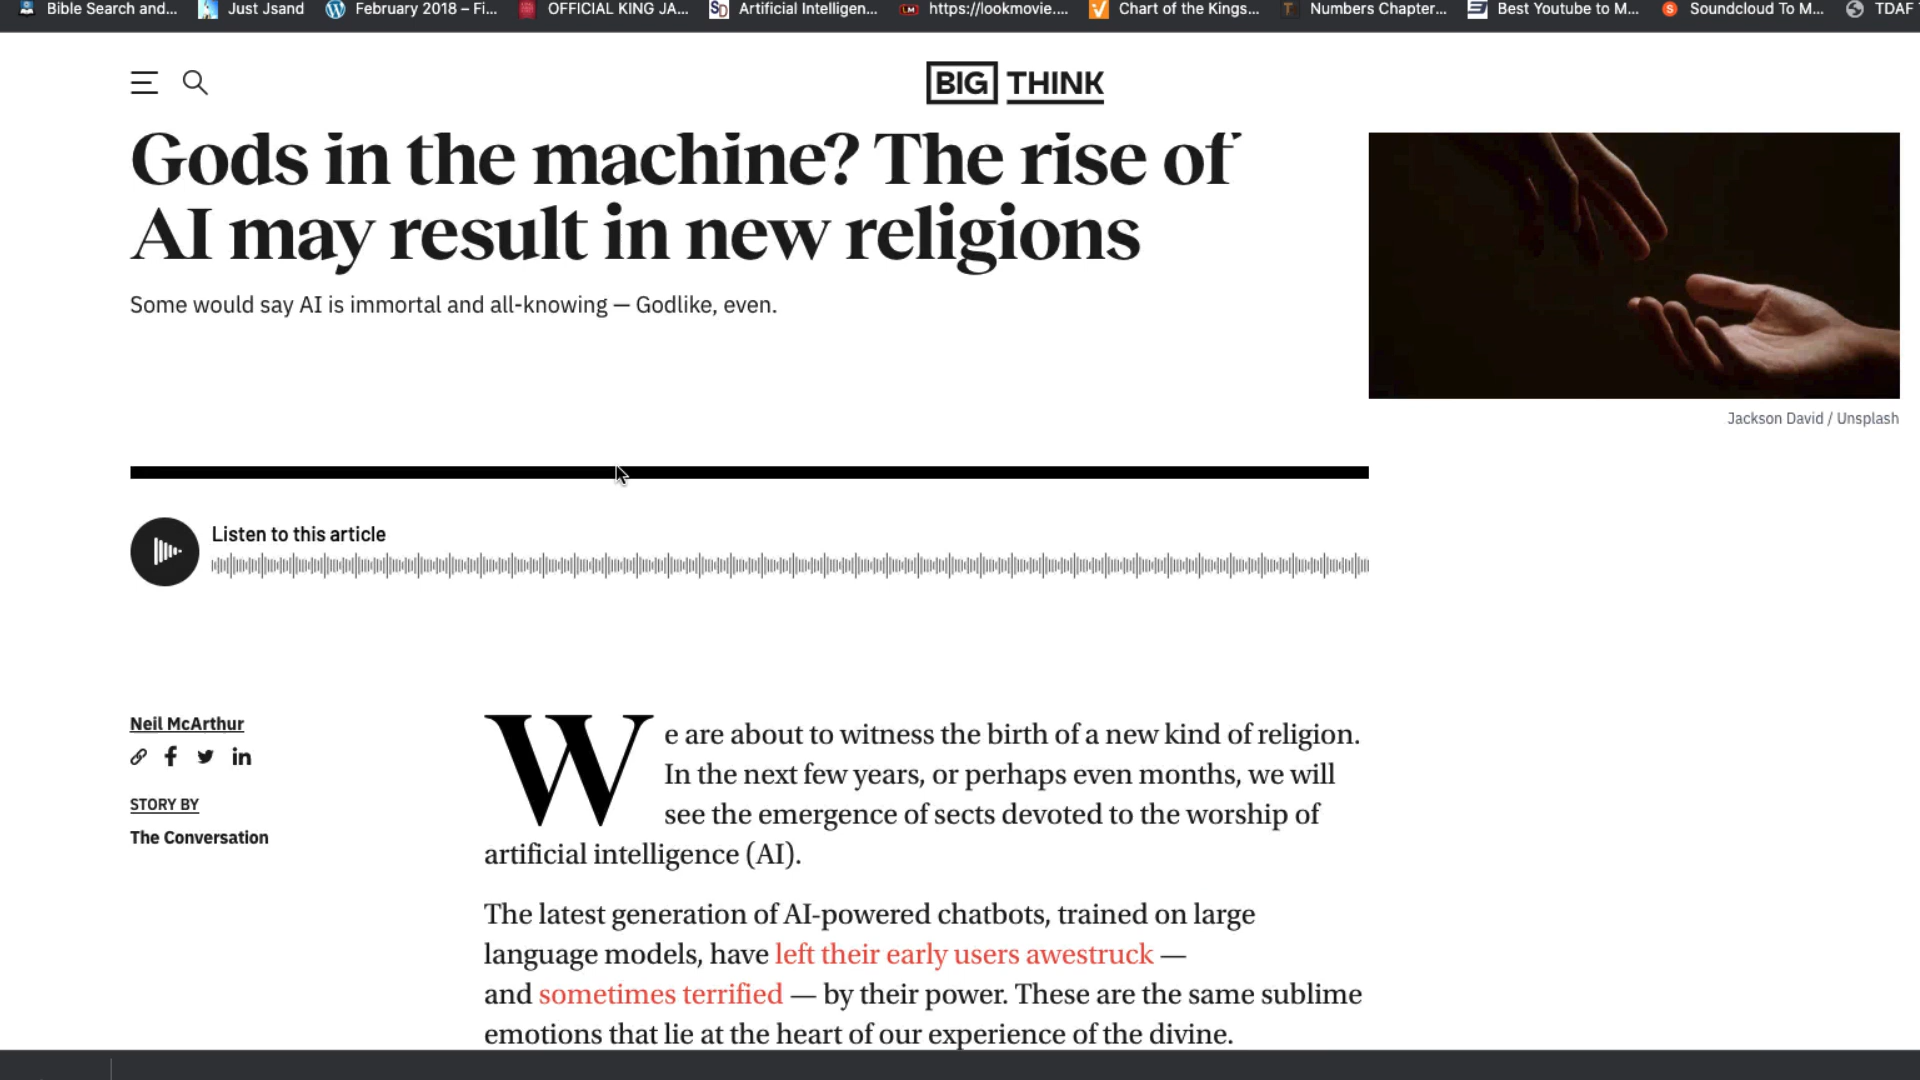 Bible Search and...
Just Jsand
February 2018 – Fi...
OFFICIAL KING JA...
SD
Artificial Intelligen...
LM
https://lookmovie....
Chart of the Kings...
T
Numbers Chapter...
Best Youtube to M...
S
Soundcloud To M...
TDAF
BIG THINK
Gods in the machine? The rise of
AI may result in new religions
Some would say AI is immortal and all-knowing — Godlike, even.
Jackson David / Unsplash
Listen to this article
Neil McArthur
STORY BY
The Conversation
We are about to witness the birth of a new kind of religion.
In the next few years, or perhaps even months, we will
see the emergence of sects devoted to the worship of
artificial intelligence (AI).
The latest generation of AI-powered chatbots, trained on large
language models, have left their early users awestruck —
and sometimes terrified — by their power. These are the same sublime
emotions that lie at the heart of our experience of the divine.